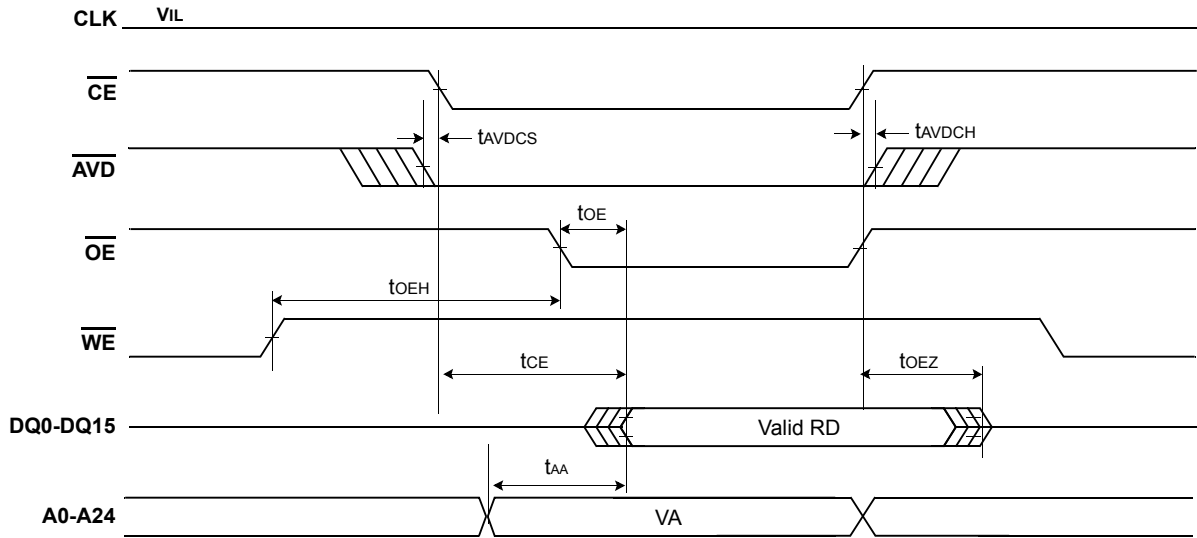 CLK VIL
CE
tAVDCS
tAVDCH
AVD
tOE
OE
tOEH
WE
tCE
tOEZ
DQ0-DQ15
Valid RD
tAA
A0-A24
VA